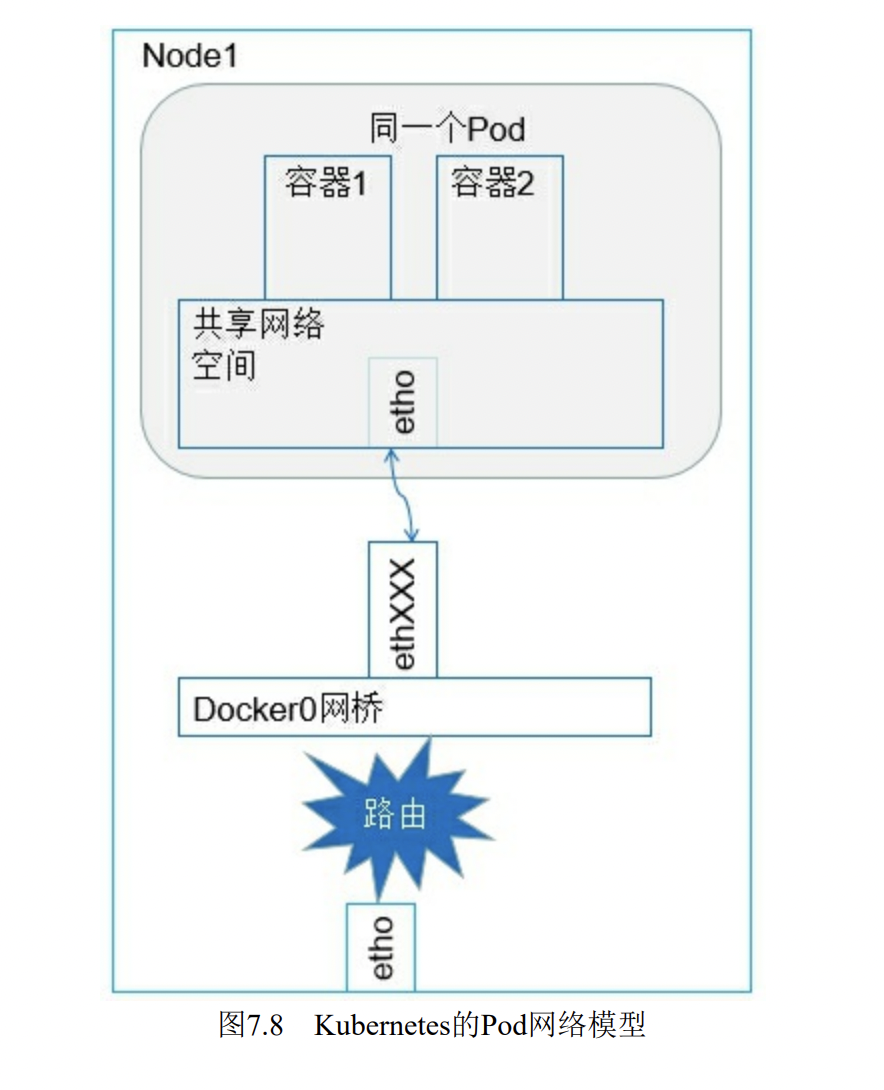 Node1
同一个Pod
容器1
容器2
共享网络
空间
etho
ethXXX
Docker0网桥
路由
etho
图7.8 Kubernetes的Pod网络模型